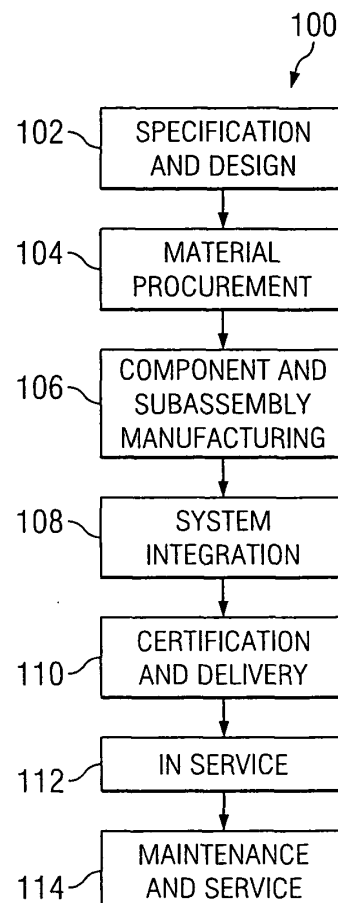 100
102
SPECIFICATION
AND DESIGN
104
MATERIAL
PROCUREMENT
106
COMPONENT AND
SUBASSEMBLY
MANUFACTURING
108
SYSTEM
INTEGRATION
110
CERTIFICATION
AND DELIVERY
112
IN SERVICE
114
MAINTENANCE
AND SERVICE